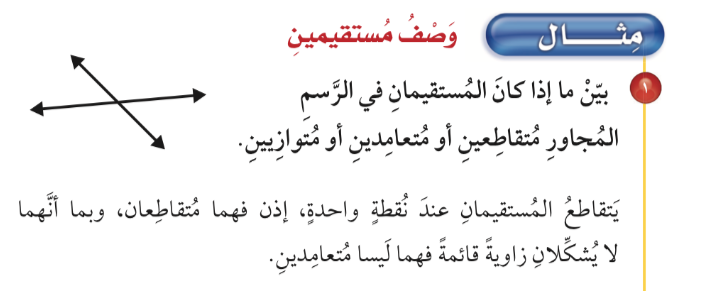 مِثــال وَصْفُ مُستقيمينِ
١ بيّنْ ما إذا كانَ المُستقيمانِ في الرَّسمِ
المُجاورِ مُتقاطِعينِ أو مُتعامِدينِ أو مُتوازِيينِ.
يَتقاطعُ المُستقيمانِ عندَ نُقطةٍ واحدةٍ، إذن فهما مُتقاطِعان، وبما أنَّهما
لا يُشكِّلانِ زاويةً قائمةً فهما لَيسا مُتعامِدينِ.